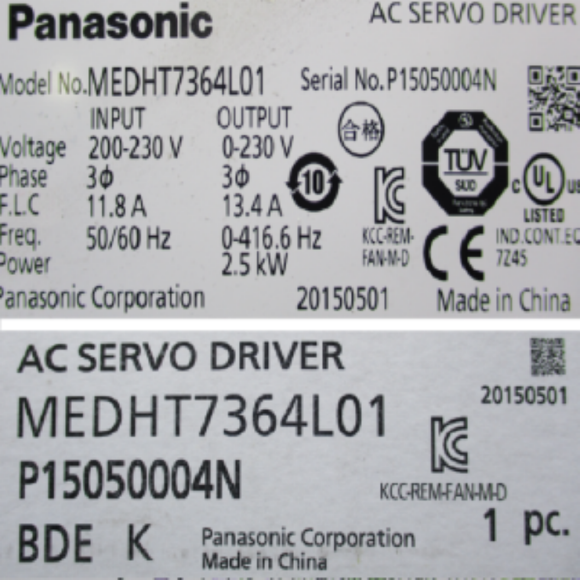 Panasonic AC SERVO DRIVER
Model No. MEDHT7364L01 Serial No. P15050004N
INPUT OUTPUT
Voltage 200-230 V 0-230 V
Phase 3ϕ 3ϕ
F.L.C 11.8 A 13.4 A
Freq. 50/60 Hz 0-416.6 Hz
Power 2.5 kW
合格
10
KCC-REM-
FAN-M-D
TÜV
SÜD
C UL US
LISTED
IND.CONT.EQ
7Z45
CE
Panasonic Corporation 20150501 Made in China
AC SERVO DRIVER
20150501
MEDHT7364L01
P15050004N
KCC-REM-FAN-M-D
BDE K
Panasonic Corporation
Made in China
1 pc.